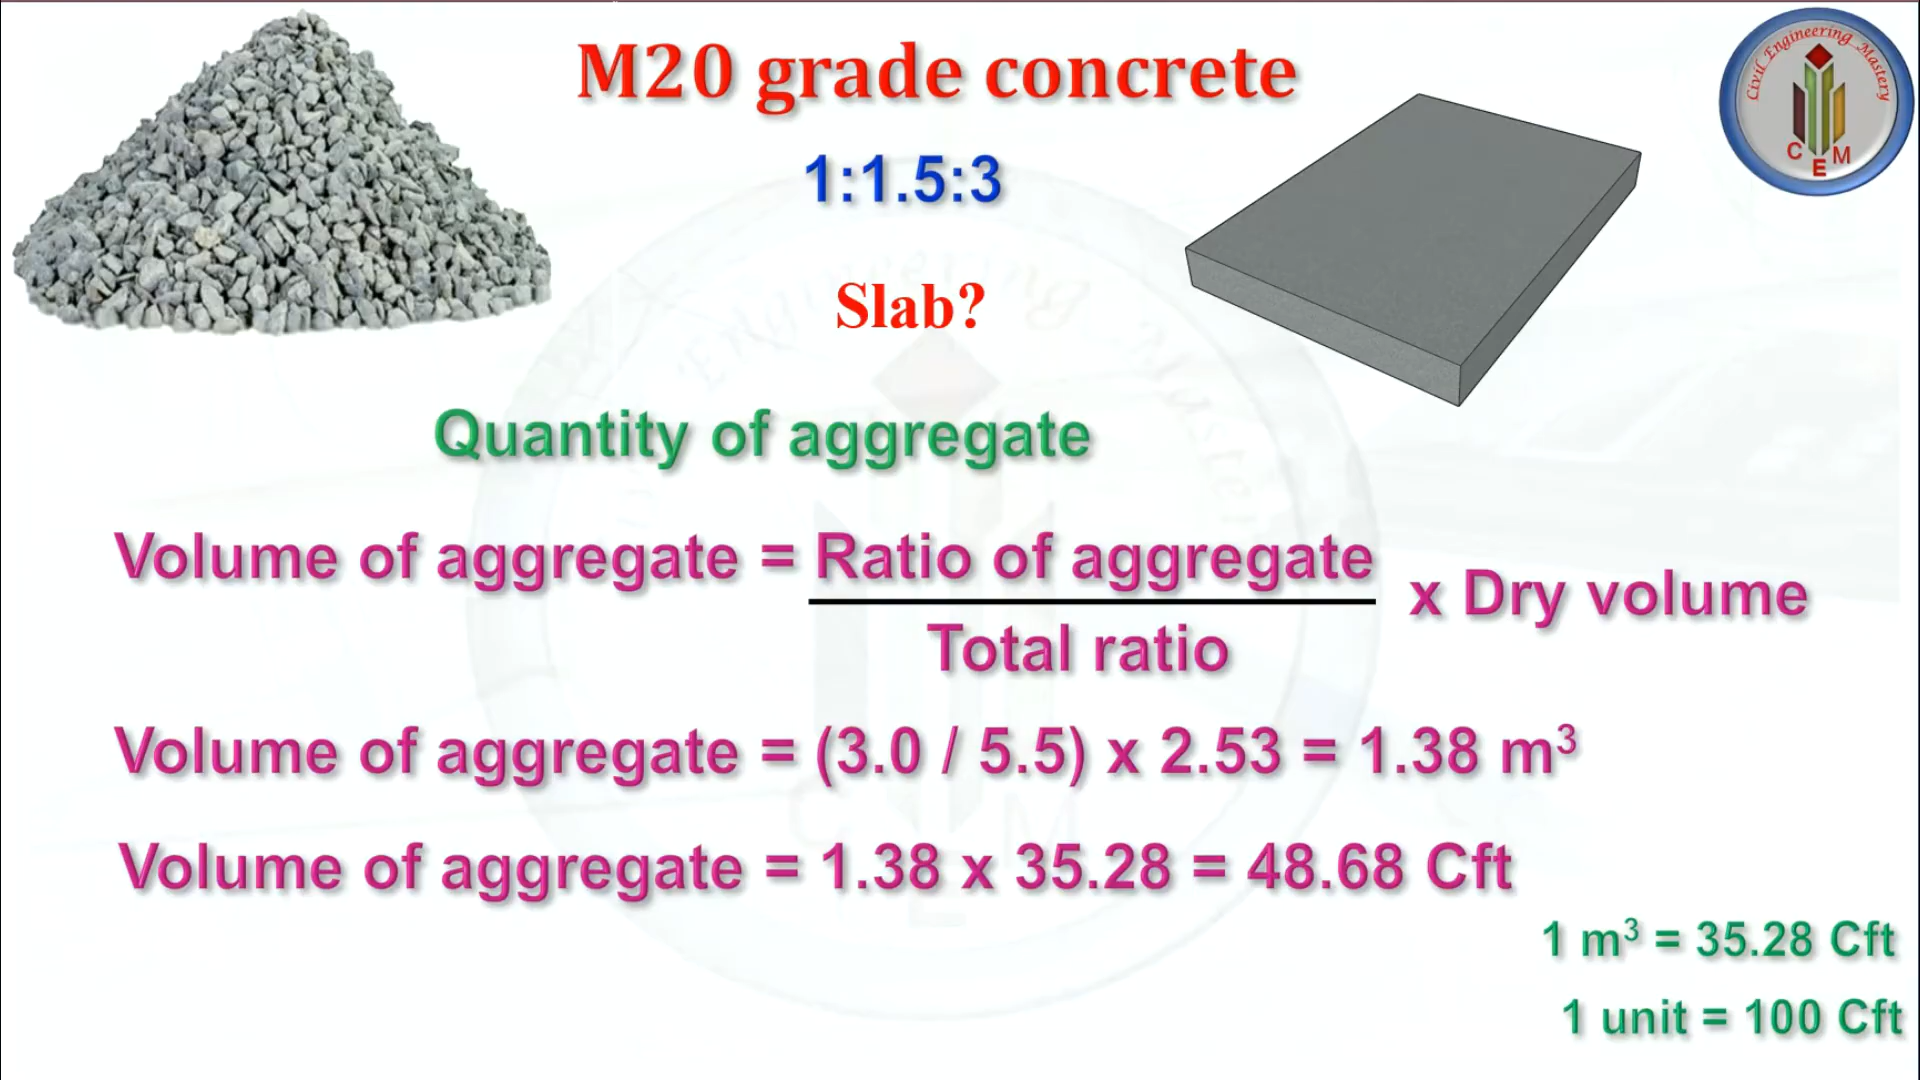 M20 grade concrete
Civil Engineering Mastery
C E M
1:1.5:3
Slab?
Quantity of aggregate
Volume of aggregate = Ratio of aggregate x Dry volume
Total ratio
Volume of aggregate = (3.0 / 5.5) x 2.53 = 1.38 m³
Volume of aggregate = 1.38 x 35.28 = 48.68 Cft
1 m³ = 35.28 Cft
1 unit = 100 Cft